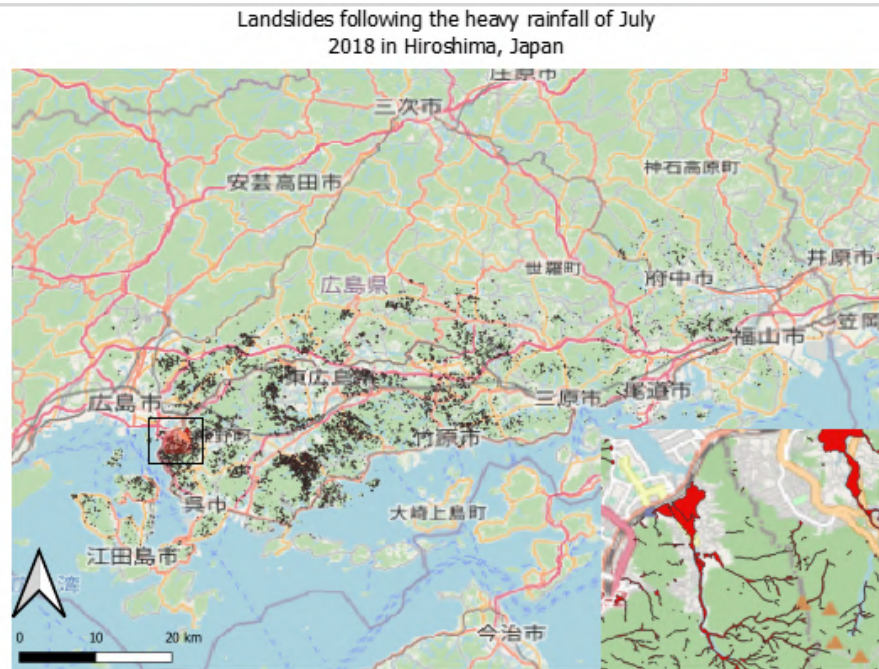 Landslides following the heavy rainfall of July
2018 in Hiroshima, Japan
庄原市
三次市
神石高原町
安芸高田市
井原市
世羅町
府中市
広島県
笠岡
福山市
東広島
尾道市
三原市
広島市
熊野町
竹原市
呉市
大崎上島町
江田島市
湾
今治市
0 10 20 km